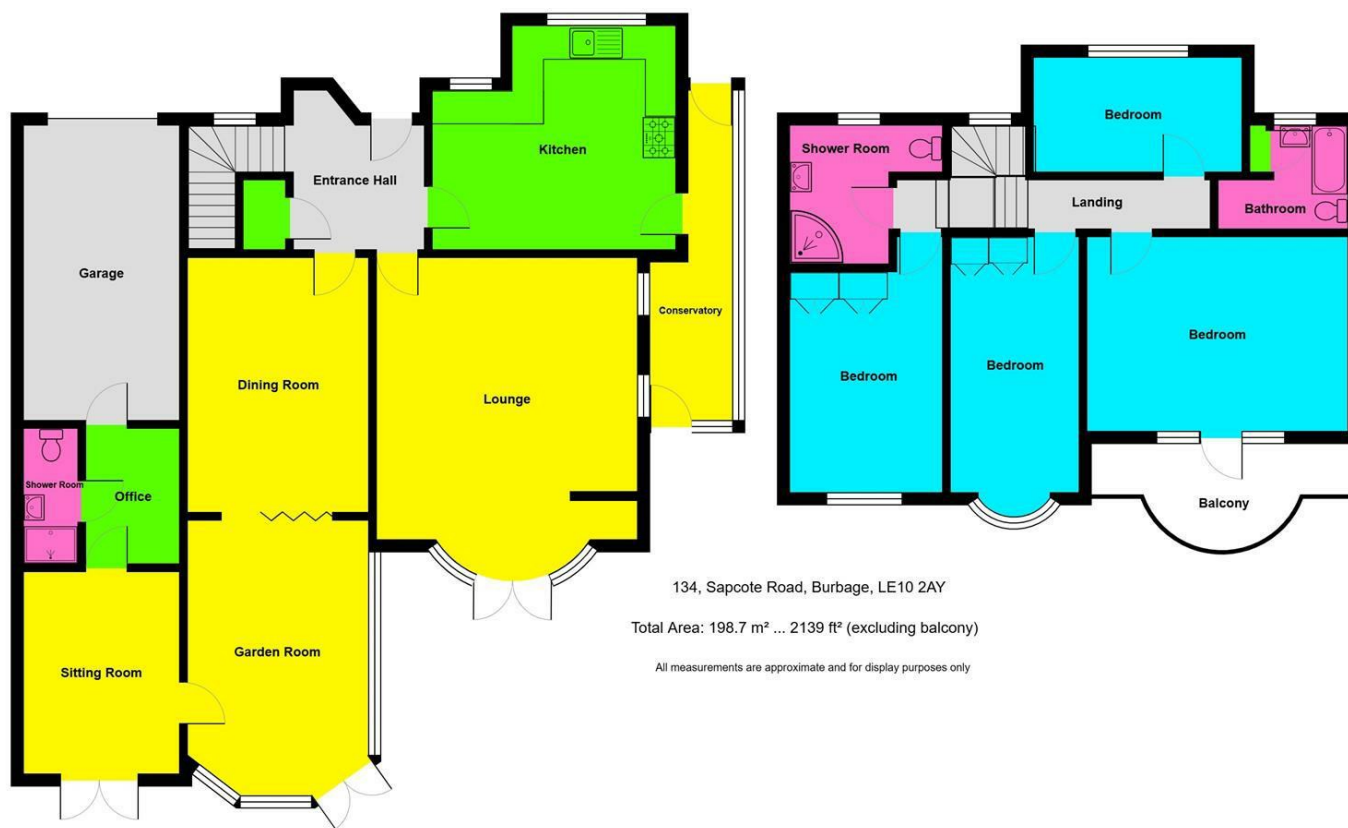 Kitchen
Entrance Hall
Garage
Conservatory
Dining Room
Lounge
Shower Room
Office
Garden Room
Sitting Room
Bedroom
Shower Room
Landing
Bathroom
Bedroom
Bedroom
Bedroom
Balcony
134, Sapcote Road, Burbage, LE10 2AY
Total Area: 198.7 m² ... 2139 ft² (excluding balcony)
All measurements are approximate and for display purposes only